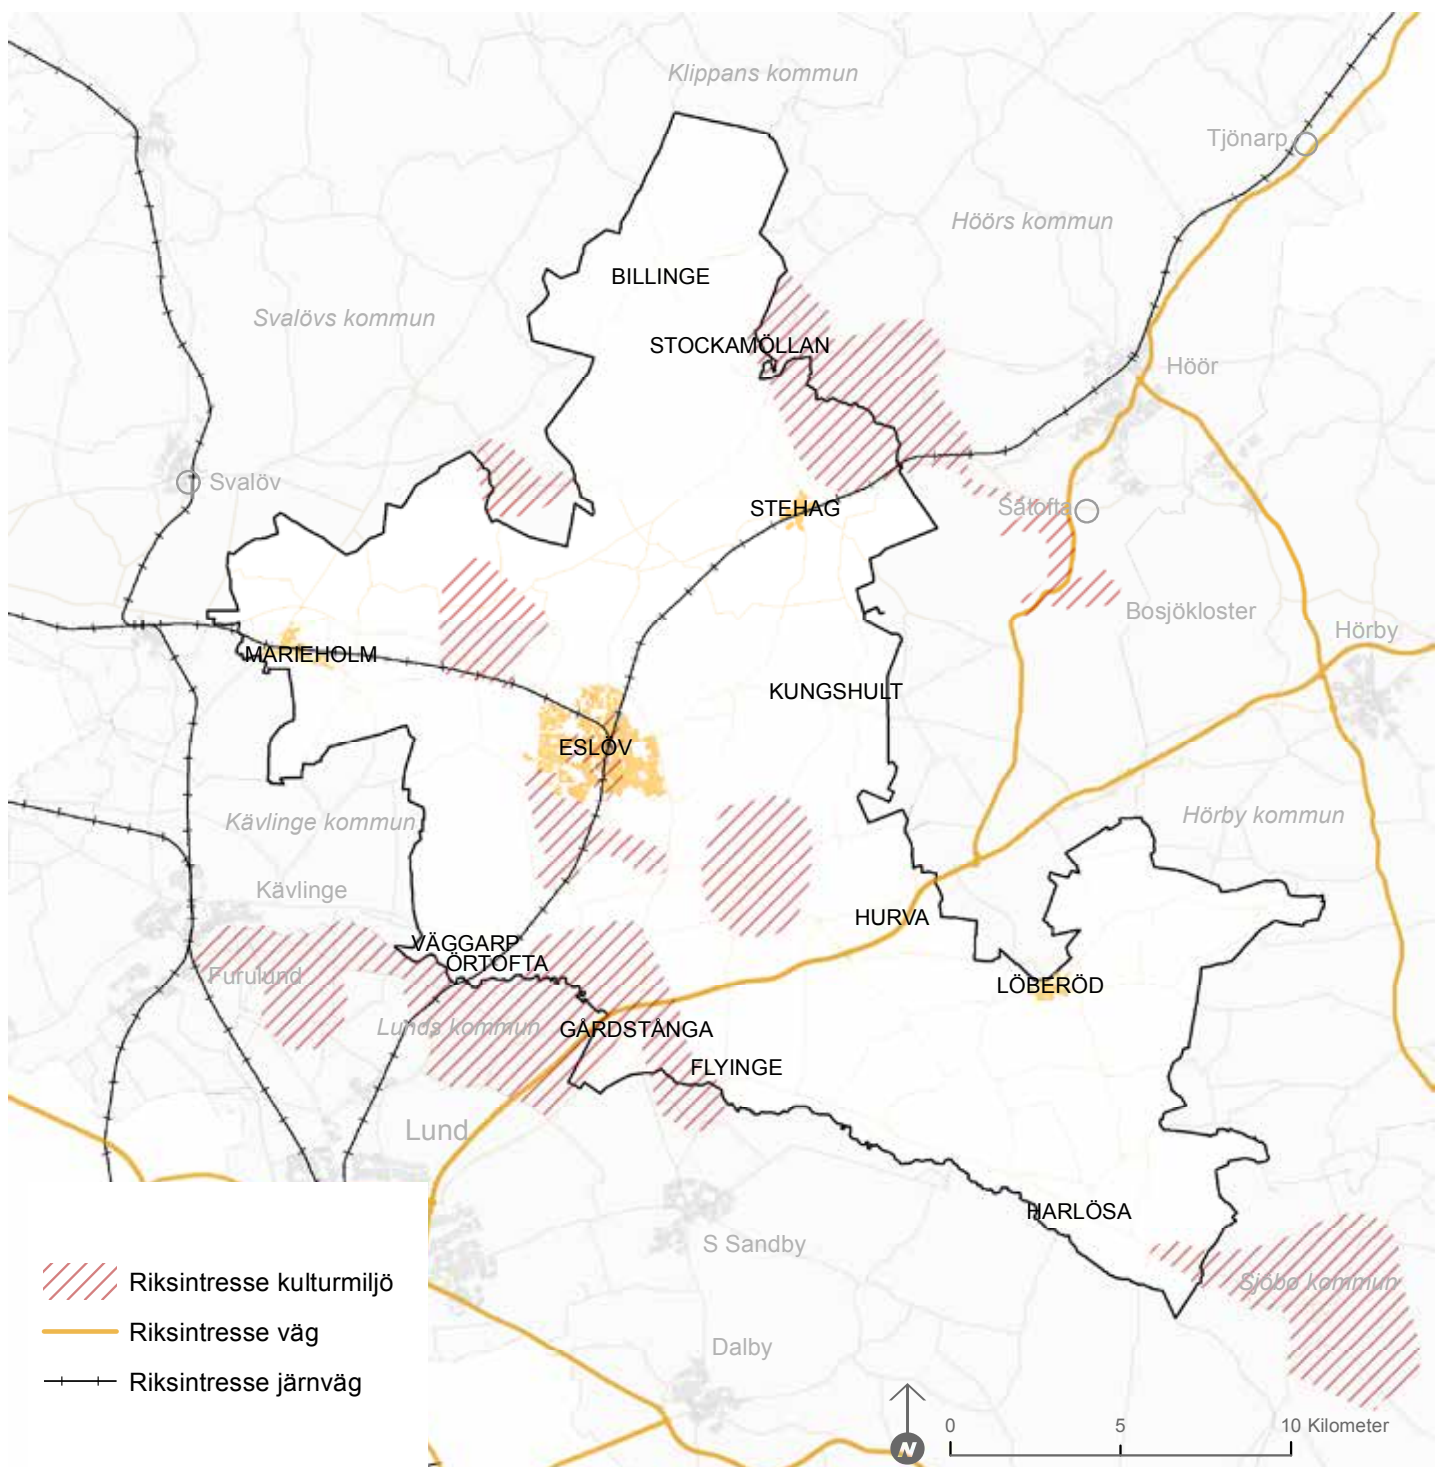 Klippans kommun
Tjönarp
Höörs kommun
BILLINGE
Svalövs kommun
STOCKAMÖLLAN
Höör
Svalöv
STEHAG
Såtofta
Bosjökloster
Hörby
MARIEHOLM
KUNGSHULT
ESLÖV
Kävlinge kommun
Hörby kommun
Kävlinge
HURVA
VÄGGARP
ÖRTOFTA
Furulund
LÖBERÖD
Lunds kommun
GÅRDSTÅNGA
FLYINGE
Lund
HARLÖSA
S Sandby
Sjöbo kommun
Riksintresse kulturmiljö
Riksintresse väg
Dalby
Riksintresse järnväg
N
0 5 10 Kilometer